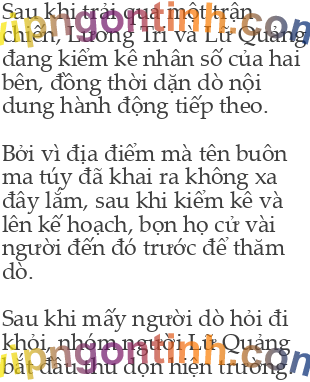 Sau khi trải qua một trận
chiến, Lương Trì và Lữ Quảng
đang kiểm kê nhân số của hai
bên, đồng thời dặn dò nội
dung hành động tiếp theo.
Bởi vì địa điểm mà tên buôn
ma túy đã khai ra không xa
đây lắm, sau khi kiểm kê và
lên kế hoạch, bọn họ cử vài
người đến đó trước để thăm
dò.
Sau khi mấy người dò hỏi đi
khỏi, nhóm người Lữ Quảng
bắt đầu thu dọn hiện trường.
vipngontinh.com
vipngontinh.com